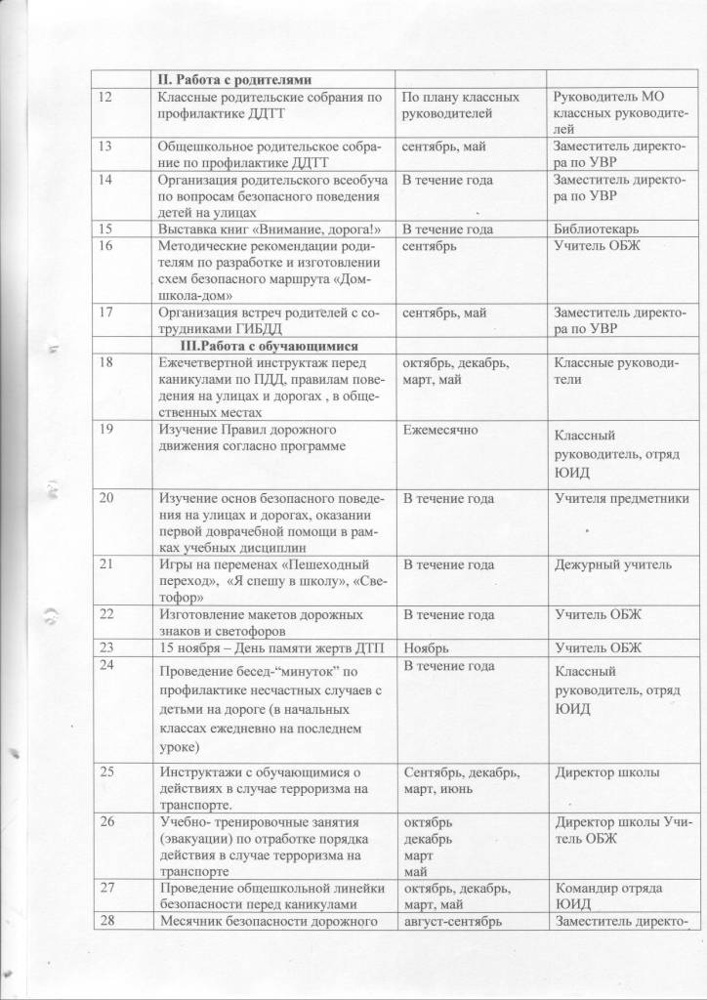 II. Работа с родителями
12 Классные родительские собрания по По плану классных Руководитель МО
профилактике ДДТТ руководителей классных руководите-
лей
13 Общешкольное родительское собра- сентябрь, май Заместитель директо-
ние по профилактике ДДТТ ра по УВР
14 Организация родительского всеобуча В течение года Заместитель директо-
по вопросам безопасного поведения ра по УВР
детей на улицах
15 Выставка книг «Внимание, дорога!» В течение года Библиотекарь
16 Методические рекомендации роди- сентябрь Учитель ОБЖ
телям по разработке и изготовлении
схем безопасного маршрута «Дом-
школа-дом»
17 Организация встреч родителей с со- сентябрь, май Заместитель директо-
трудниками ГИБДД ра по УВР
III.Работа с обучающимися
18 Ежечетвертной инструктаж перед октябрь, декабрь, Классные руководи-
каникулами по ПДД, правилам пове- март, май тели
дения на улицах и дорогах , в обще-
ственных местах
19 Изучение Правил дорожного Ежемесячно Классный
движения согласно программе руководитель, отряд
ЮИД
20 Изучение основ безопасного поведе- В течение года Учителя предметники
ния на улицах и дорогах, оказании
первой доврачебной помощи в рам-
ках учебных дисциплин
21 Игры на переменах «Пешеходный В течение года Дежурный учитель
переход», «Я спешу в школу», «Све-
тофор»
22 Изготовление макетов дорожных В течение года Учитель ОБЖ
знаков и светофоров
23 15 ноября – День памяти жертв ДТП Ноябрь Учитель ОБЖ
24 Проведение бесед-“минуток” по В течение года Классный
профилактике несчастных случаев с руководитель, отряд
детьми на дороге (в начальных ЮИД
классах ежедневно на последнем
уроке)
25 Инструктажи с обучающимися о Сентябрь, декабрь, Директор школы
действиях в случае терроризма на март, июнь
транспорте.
26 Учебно- тренировочные занятия октябрь Директор школы Учи-
(эвакуации) по отработке порядка декабрь тель ОБЖ
действия в случае терроризма на март
транспорте май
27 Проведение общешкольной линейки октябрь, декабрь, Командир отряда
безопасности перед каникулами март, май ЮИД
28 Месячник безопасности дорожного август-сентябрь Заместитель директо-